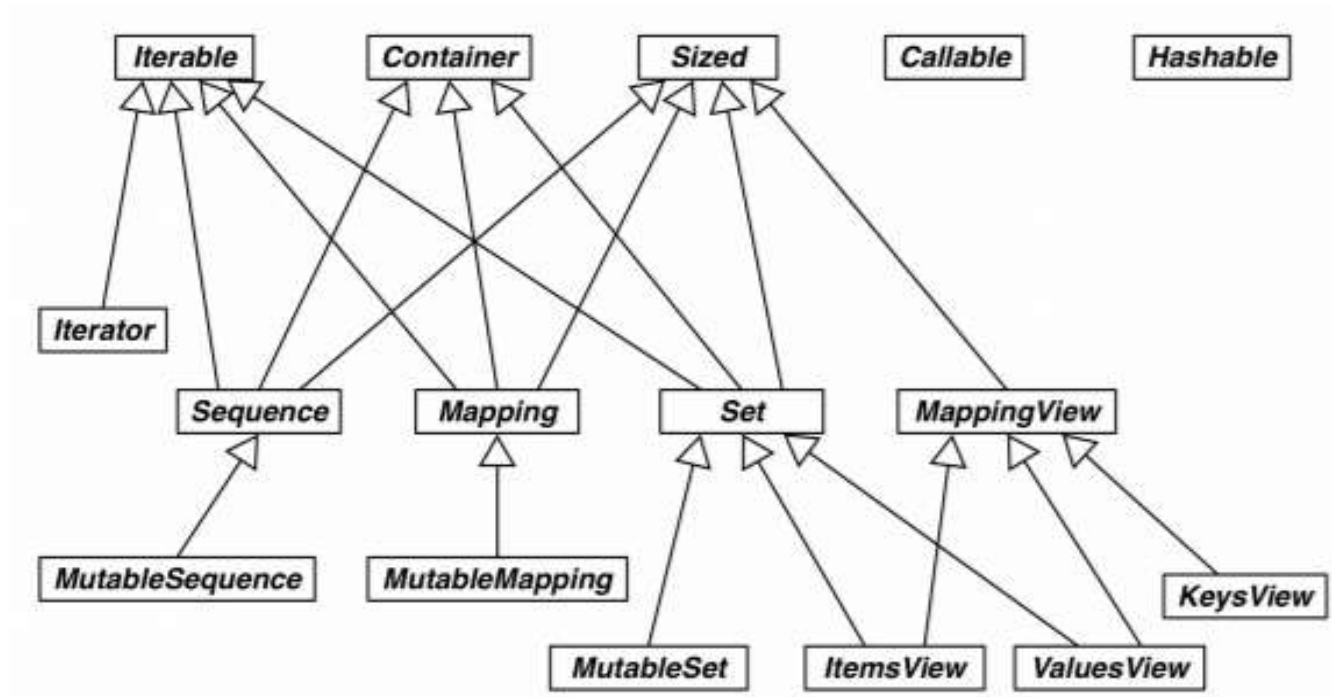 Iterable
Container
Sized
Callable
Hashable
Iterator
Sequence
Mapping
Set
MappingView
MutableSequence
MutableMapping
KeysView
MutableSet
ItemsView
ValuesView